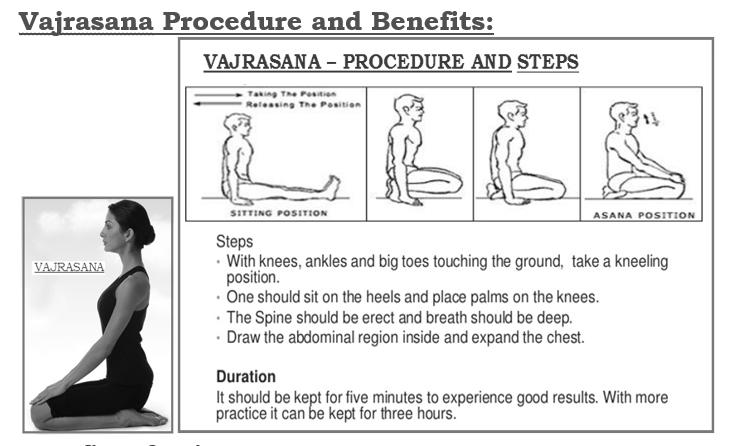 Vajrasana Procedure and Benefits:
VAJRASANA – PROCEDURE AND STEPS
Taking The Position
Releasing The Position
SITTING POSITION
ASANA POSITION
VAJRASANA
Steps
• With knees, ankles and big toes touching the ground, take a kneeling
position.
• One should sit on the heels and place palms on the knees.
• The Spine should be erect and breath should be deep.
• Draw the abdominal region inside and expand the chest.
Duration
It should be kept for five minutes to experience good results. With more
practice it can be kept for three hours.